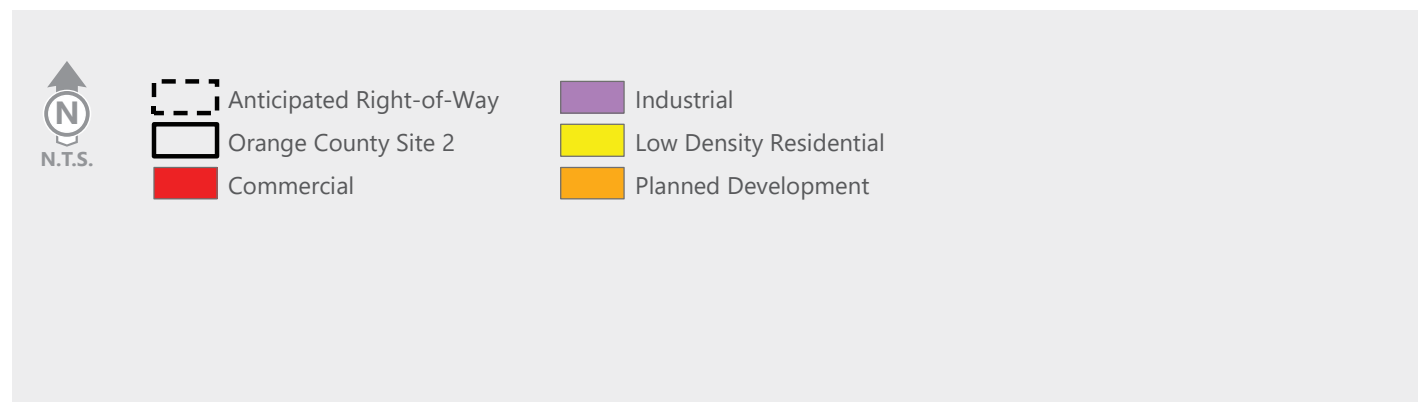 N
N.T.S.
Anticipated Right-of-Way
Orange County Site 2
Commercial
Industrial
Low Density Residential
Planned Development